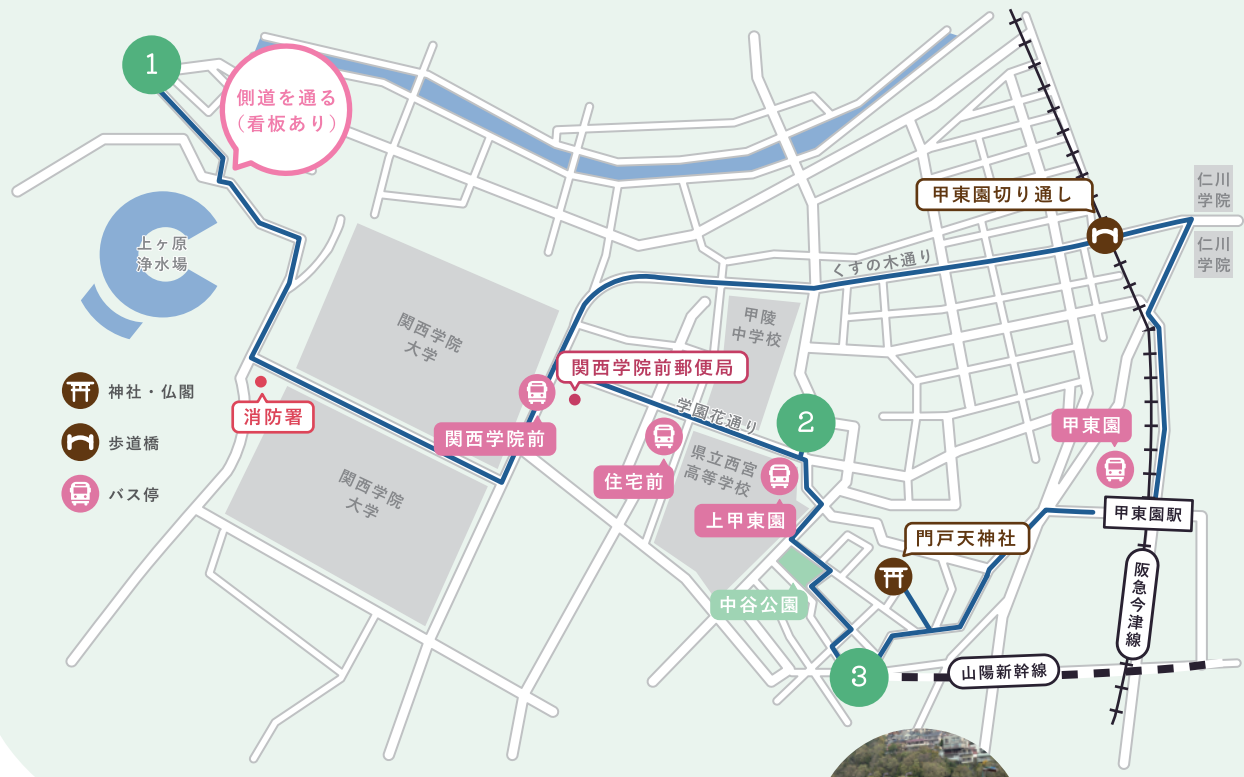 1
側道を通る
（看板あり）
上ヶ原
浄水場
仁川
学院
仁川
学院
甲東園切り通し
くすの木通り
関西学院
大学
甲陵
中学校
関西学院前郵便局
神社・仏閣
歩道橋
バス停
消防署
関西学院前
学園花通り
2
甲東園
住宅前
県立西宮
高等学校
上甲東園
関西学院
大学
甲東園駅
門戸天神社
中谷公園
阪急今津線
3
山陽新幹線